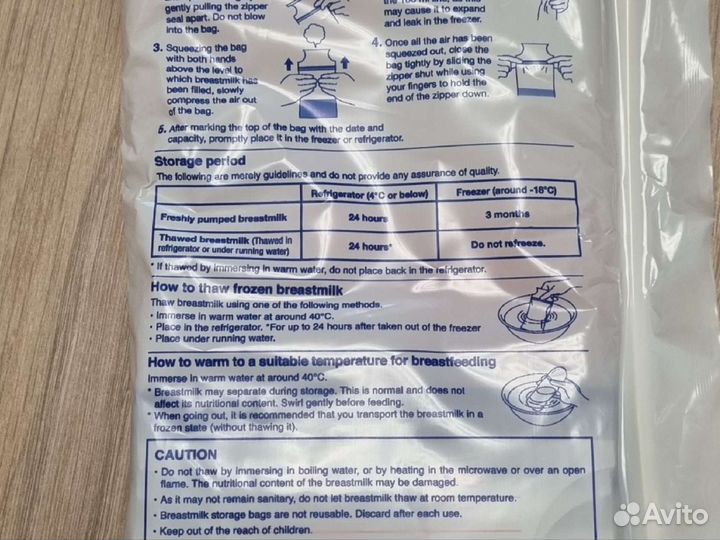 gently pulling the zipper
seal apart. Do not blow
into the bag.
may cause it to expand
and leak in the freezer.
3. Squeezing the bag
with both hands
above the level to
which breastmilk has
been filled, slowly
compress the air out
of the bag.
4. Once all the air has been
squeezed out, close the
bag tightly by sliding the
zipper shut while using
your fingers to hold the
end of the zipper down.
5. After marking the top of the bag with the date and
capacity, promptly place it in the freezer or refrigerator.
Storage period
The following are merely guidelines and do not provide any assurance of quality.
Refrigerator (4°C or below) Freezer (around -18°C)
Freshly pumped breastmilk 24 hours 3 months
Thawed breastmilk (Thawed in
refrigerator or under running water) 24 hours* Do not refreeze.
* If thawed by immersing in warm water, do not place back in the refrigerator.
How to thaw frozen breastmilk
Thaw breastmilk using one of the following methods.
• Immerse in warm water at around 40°C.
• Place in the refrigerator. *For up to 24 hours after taken out of the freezer
• Place under running water.
How to warm to a suitable temperature for breastfeeding
Immerse in warm water at around 40°C.
* Breastmilk may separate during storage. This is normal and does not
affect its nutritional content. Swirl gently before feeding.
* When going out, it is recommended that you transport the breastmilk in a
frozen state (without thawing it).
CAUTION
• Do not thaw by immersing in boiling water, or by heating in the microwave or over an open
flame. The nutritional content of the breastmilk may be damaged.
• As it may not remain sanitary, do not let breastmilk thaw at room temperature.
• Breastmilk storage bags are not reusable. Discard after each use.
• Keep out of the reach of children.
Avito